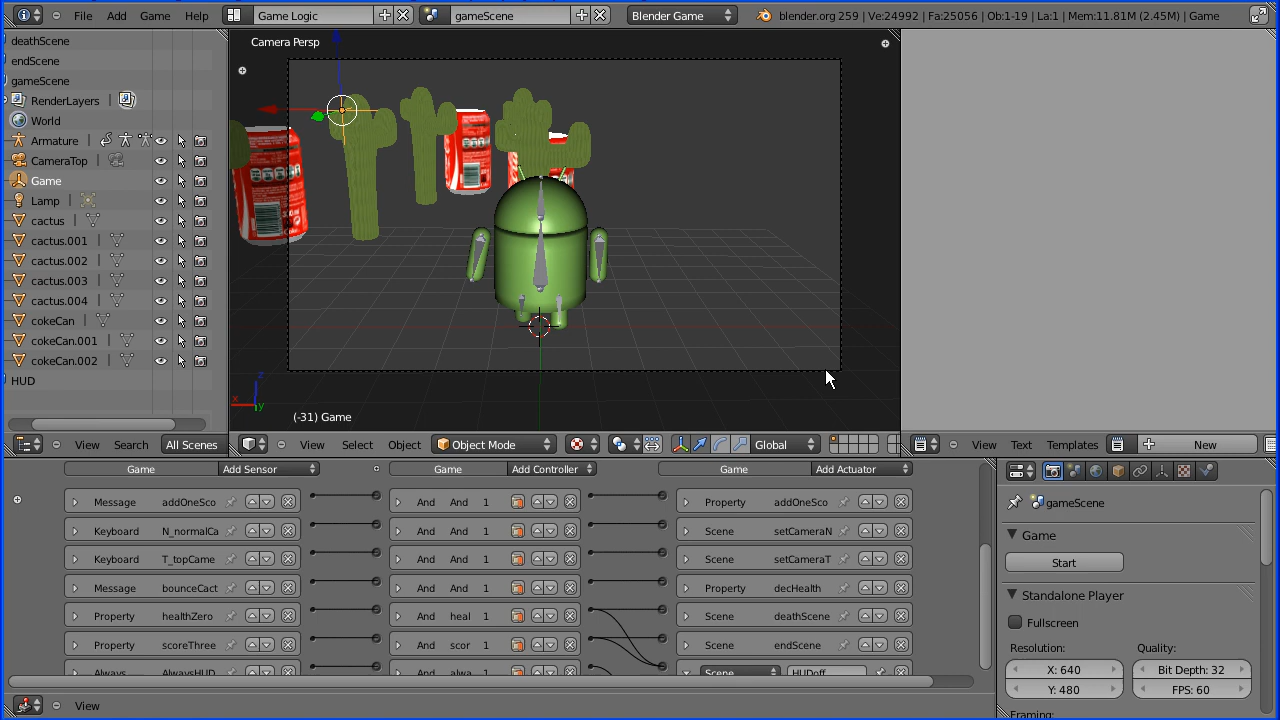 File Add Game Help Game Logic gameScene Blender Game blender.org 259 | Ve:24992 | Fa:25056 | Ob:1-19 | La:1 | Mem:11.81M (2.45M) | Game
deathScene
endScene
gameScene
RenderLayers
World
Armature
CameraTop
Game
Lamp
cactus
cactus.001
cactus.002
cactus.003
cactus.004
cokeCan
cokeCan.001
cokeCan.002
HUD
Camera Persp
z
x
y
(-31) Game
View Search All Scenes
View Select Object Object Mode Global
View Text Templates New
Game Add Sensor Game Add Controller Game Add Actuator
Message addOneSco And And 1 Property addOneSco
Keyboard N_normalCa And And 1 Scene setCameraN
Keyboard T_topCame And And 1 Scene setCameraT
Message bounceCact And And 1 Property decHealth
Property healthZero And heal 1 Scene deathScene
Property scoreThree And scor 1 Scene endScene
Always AlwaysHUD And alwa 1 Scene HUDoff
View
gameScene
Game
Start
Standalone Player
Fullscreen
Resolution: Quality:
X: 640 Bit Depth: 32
Y: 480 FPS: 60
Framing: